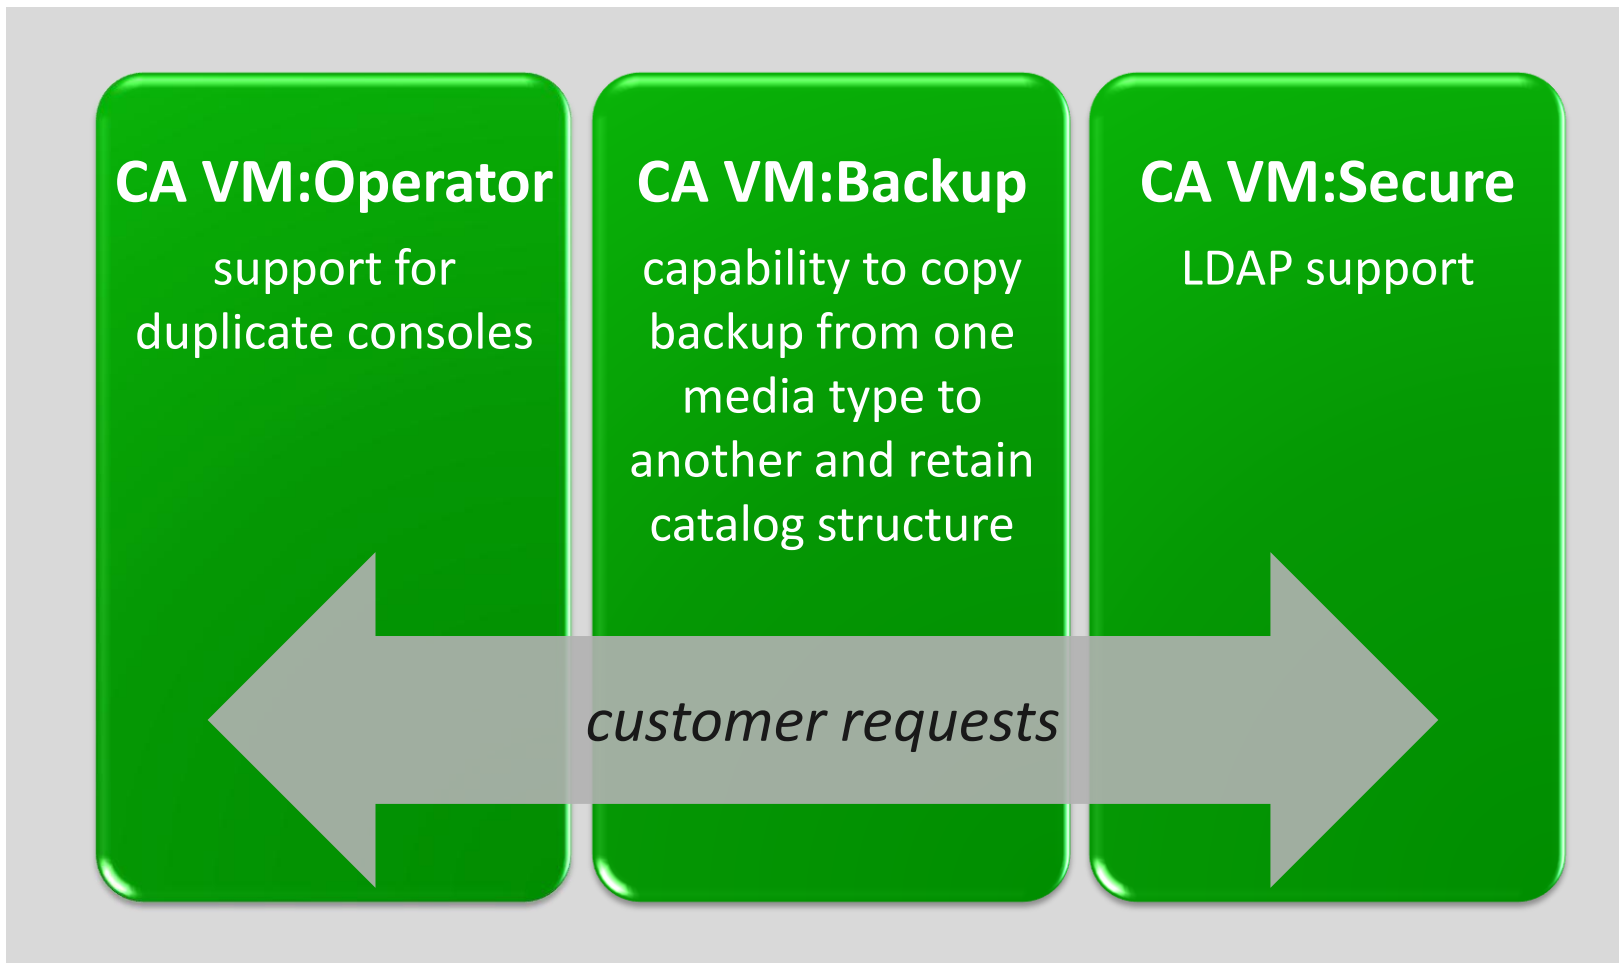 CA VM:Operator
support for
duplicate consoles
CA VM:Backup
capability to copy
backup from one
media type to
another and retain
catalog structure
CA VM:Secure
LDAP support
customer requests